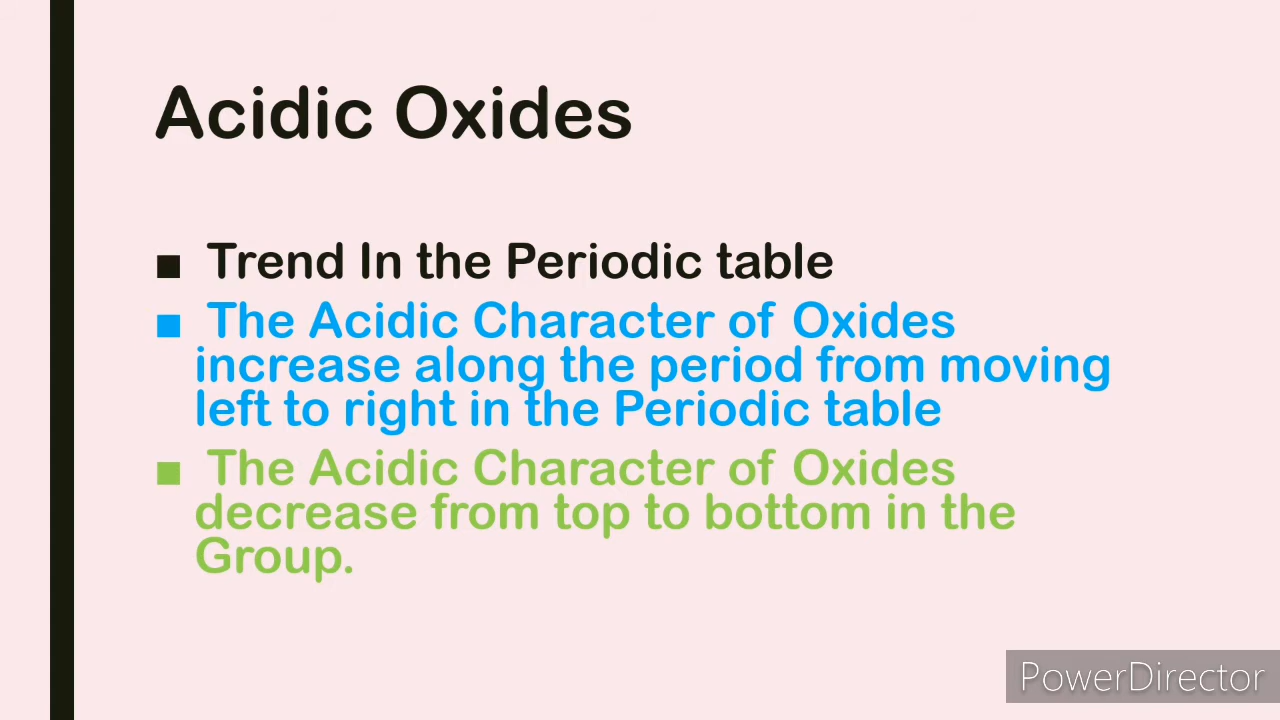 Acidic Oxides
■ Trend In the Periodic table
■ The Acidic Character of Oxides
increase along the period from moving
left to right in the Periodic table
■ The Acidic Character of Oxides
decrease from top to bottom in the
Group.
PowerDirector